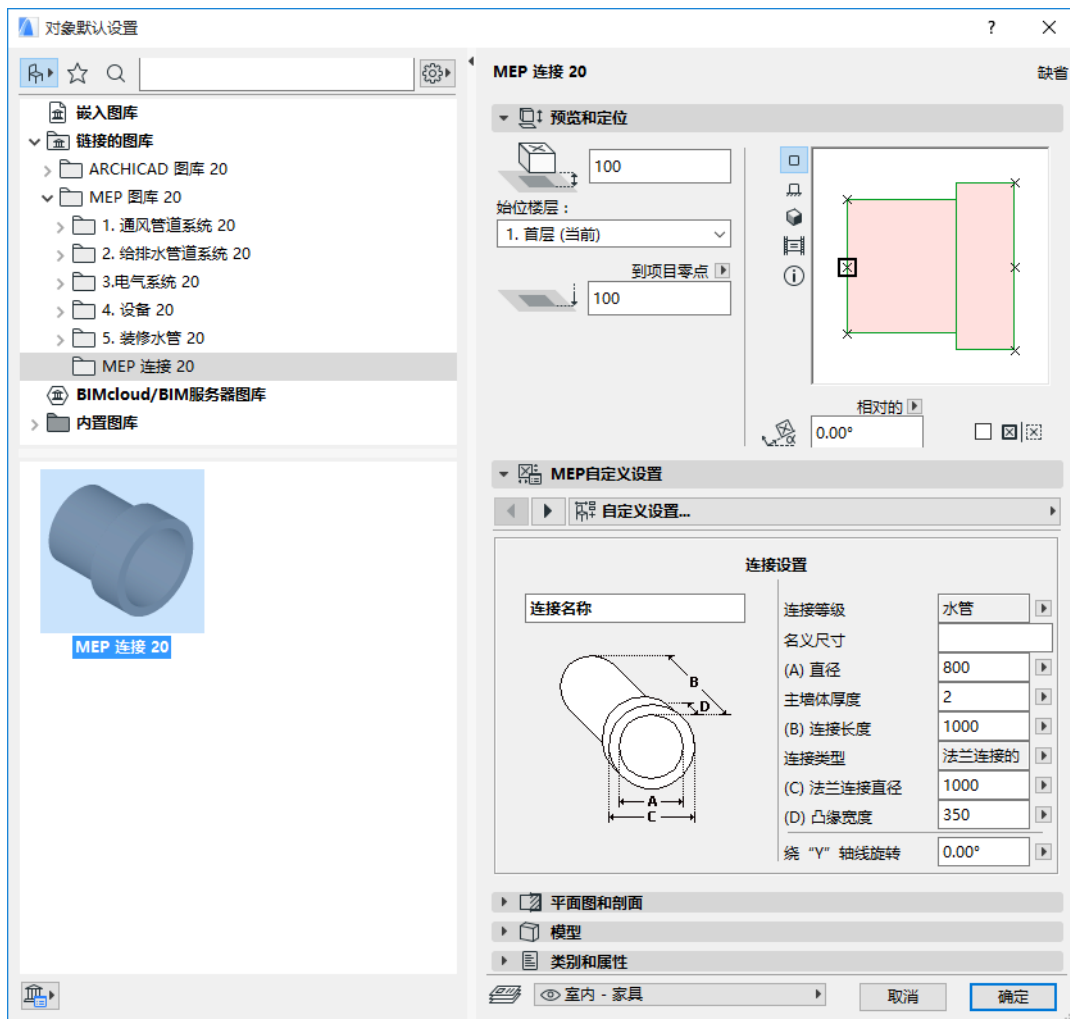 对象默认设置
?
嵌入图库
链接的图库
ARCHICAD 图库 20
MEP 图库 20
1. 通风管道系统 20
2. 给排水管道系统 20
3.电气系统 20
4. 设备 20
5. 装修水管 20
MEP 连接 20
BIMcloud/BIM服务器图库
内置图库
MEP 连接 20
MEP 连接 20
缺省
预览和定位
100
始位楼层：
1. 首层 (当前)
到项目零点
100
相对的
α
0.00°
MEP自定义设置
自定义设置...
连接设置
连接名称
B
D
A
C
连接等级 水管
名义尺寸
(A) 直径 800
主墙体厚度 2
(B) 连接长度 1000
连接类型 法兰连接的
(C) 法兰连接直径 1000
(D) 凸缘宽度 350
绕“Y”轴线旋转 0.00°
平面图和剖面
模型
类别和属性
室内 - 家具
取消
确定